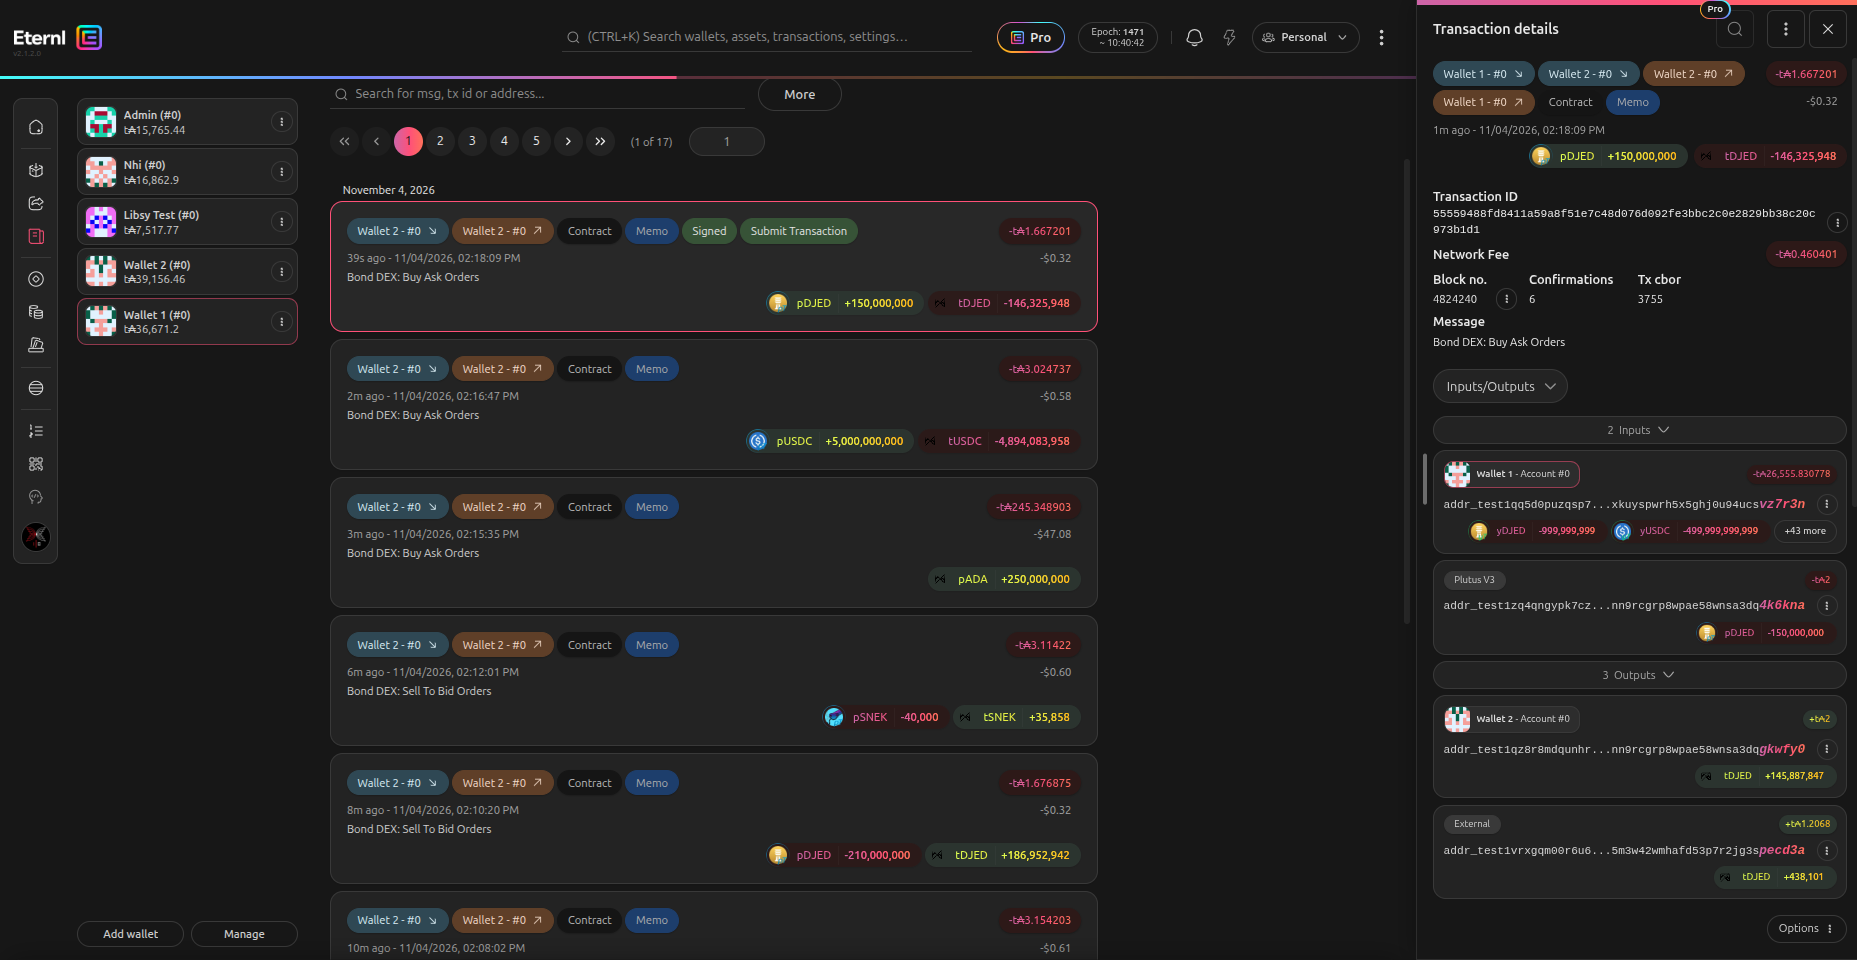 Eternl
v2.1.2.0
(CTRL+K) Search wallets, assets, transactions, settings...
Pro
Epoch: 1471
~ 10:40:42
Personal
Admin (#0)
t₳15,765.44
Nhi (#0)
t₳16,862.9
Libsy Test (#0)
t₳7,517.77
Wallet 2 (#0)
t₳39,156.46
Wallet 1 (#0)
t₳36,671.2
Add wallet
Manage
Search for msg, tx id or address...
More
1 2 3 4 5
(1 of 17)
1
November 4, 2026
Wallet 2 - #0 Wallet 2 - #0 Contract Memo Signed Submit Transaction -t₳1.667201
39s ago - 11/04/2026, 02:18:09 PM -$0.32
Bond DEX: Buy Ask Orders
pDJED +150,000,000 tDJED -146,325,948
Wallet 2 - #0 Wallet 2 - #0 Contract Memo -t₳3.024737
2m ago - 11/04/2026, 02:16:47 PM -$0.58
Bond DEX: Buy Ask Orders
pUSDC +5,000,000,000 tUSDC -4,894,083,958
Wallet 2 - #0 Wallet 2 - #0 Contract Memo -t₳245.348903
3m ago - 11/04/2026, 02:15:35 PM -$47.08
Bond DEX: Buy Ask Orders
pADA +250,000,000
Wallet 2 - #0 Wallet 2 - #0 Contract Memo -t₳3.11422
6m ago - 11/04/2026, 02:12:01 PM -$0.60
Bond DEX: Sell To Bid Orders
pSNEK -40,000 tSNEK +35,858
Wallet 2 - #0 Wallet 2 - #0 Contract Memo -t₳1.676875
8m ago - 11/04/2026, 02:10:20 PM -$0.32
Bond DEX: Sell To Bid Orders
pDJED -210,000,000 tDJED +186,952,942
Wallet 2 - #0 Wallet 2 - #0 Contract Memo -t₳3.154203
10m ago - 11/04/2026, 02:08:02 PM -$0.61
Pro
Transaction details
Wallet 1 - #0 Wallet 2 - #0 Wallet 2 - #0 -t₳1.667201
Wallet 1 - #0 Contract Memo -$0.32
1m ago - 11/04/2026, 02:18:09 PM
pDJED +150,000,000 tDJED -146,325,948
Transaction ID
55559488fd8411a59a8f51e7c48d076d092fe3bbc2c0e2829bb38c20c
973b1d1
Network Fee -t₳0.460401
Block no. Confirmations Tx cbor
4824240 6 3755
Message
Bond DEX: Buy Ask Orders
Inputs/Outputs
2 Inputs
Wallet 1 - Account #0 -t₳26,555.830778
addr_test1qq5d0puzqsp7...xkuyspwrh5x5ghj0u94ucsvz7r3n
yDJED -999,999,999 yUSDC -499,999,999,999 +43 more
Plutus V3 -t₳2
addr_test1zq4qngypk7cz...nn9rcgrp8wpae58wnsa3dq4k6kna
pDJED -150,000,000
3 Outputs
Wallet 2 - Account #0 +t₳2
addr_test1qz8r8mdqunhr...nn9rcgrp8wpae58wnsa3dqgkwfy0
tDJED +145,887,847
External +t₳1.2068
addr_test1vrxgqm00r6u6...5m3w42wmhafd53p7r2jg3specd3a
tDJED +438,101
Options